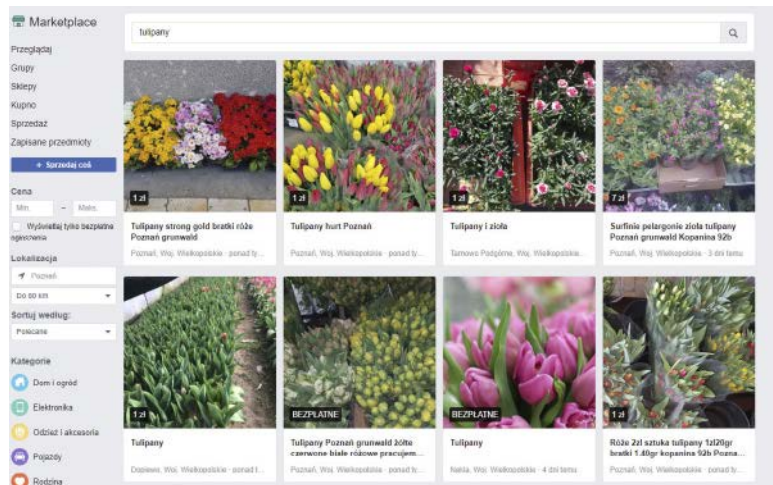 Marketplace
tulipany
Przeglądaj
Grupy
Sklepy
Kupno
Sprzedaż
Zapisane przedmioty
+ Sprzedaj coś
Cena
Min. – Maks.
Wyświetlaj tylko bezpłatne
ogłoszenia
Lokalizacja
Poznań
Do 80 km
Sortuj według:
Polecane
Kategorie
Dom i ogród
Elektronika
Odzież i akcesoria
Pojazdy
Rodzina
1 zł
Tulipany strong gold bratki róże
Poznań grunwald
Poznań, Woj. Wielkopolskie · ponad ty...
1 zł
Tulipany hurt Poznań
Poznań, Woj. Wielkopolskie · ponad ty...
1 zł
Tulipany i zioła
Tarnowo Podgórne, Woj. Wielkopolskie...
7 zł
Surfinie pelargonie zioła tulipany
Poznań grunwald Kopanina 92b
Poznań, Woj. Wielkopolskie · 3 dni temu
1 zł
Tulipany
Dopiewo, Woj. Wielkopolskie · ponad t...
BEZPŁATNE
Tulipany Poznań grunwald żółte
czerwone białe różowe pracujem...
Poznań, Woj. Wielkopolskie · ponad ty...
BEZPŁATNE
Tulipany
Nekla, Woj. Wielkopolskie · 4 dni temu
1 zł
Róże 2zł sztuka tulipany 1zł20gr
bratki 1.40gr kopanina 92b Pozna...
Poznań, Woj. Wielkopolskie · ponad ty...